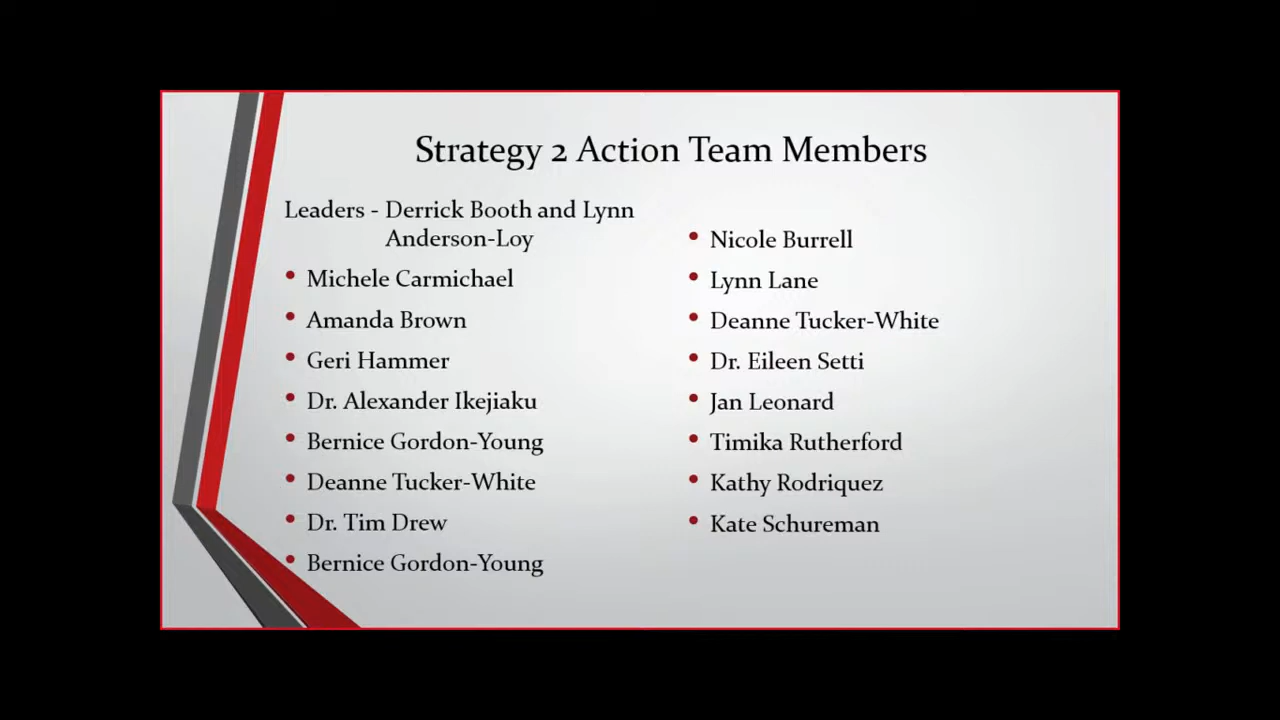 Strategy 2 Action Team Members
Leaders - Derrick Booth and Lynn
Anderson-Loy
• Michele Carmichael
• Amanda Brown
• Geri Hammer
• Dr. Alexander Ikejiaku
• Bernice Gordon-Young
• Deanne Tucker-White
• Dr. Tim Drew
• Bernice Gordon-Young
• Nicole Burrell
• Lynn Lane
• Deanne Tucker-White
• Dr. Eileen Setti
• Jan Leonard
• Timika Rutherford
• Kathy Rodriquez
• Kate Schureman